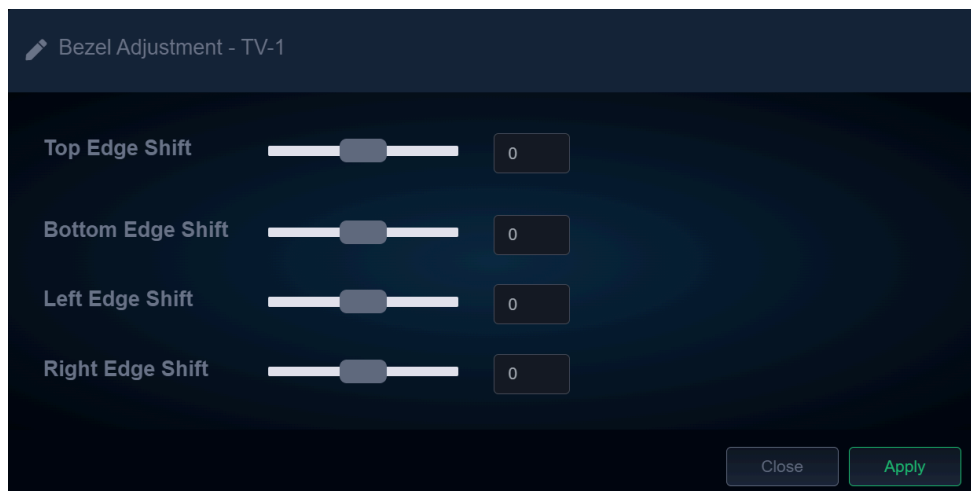 Bezel Adjustment - TV-1
Top Edge Shift 0
Bottom Edge Shift 0
Left Edge Shift 0
Right Edge Shift 0
Close Apply